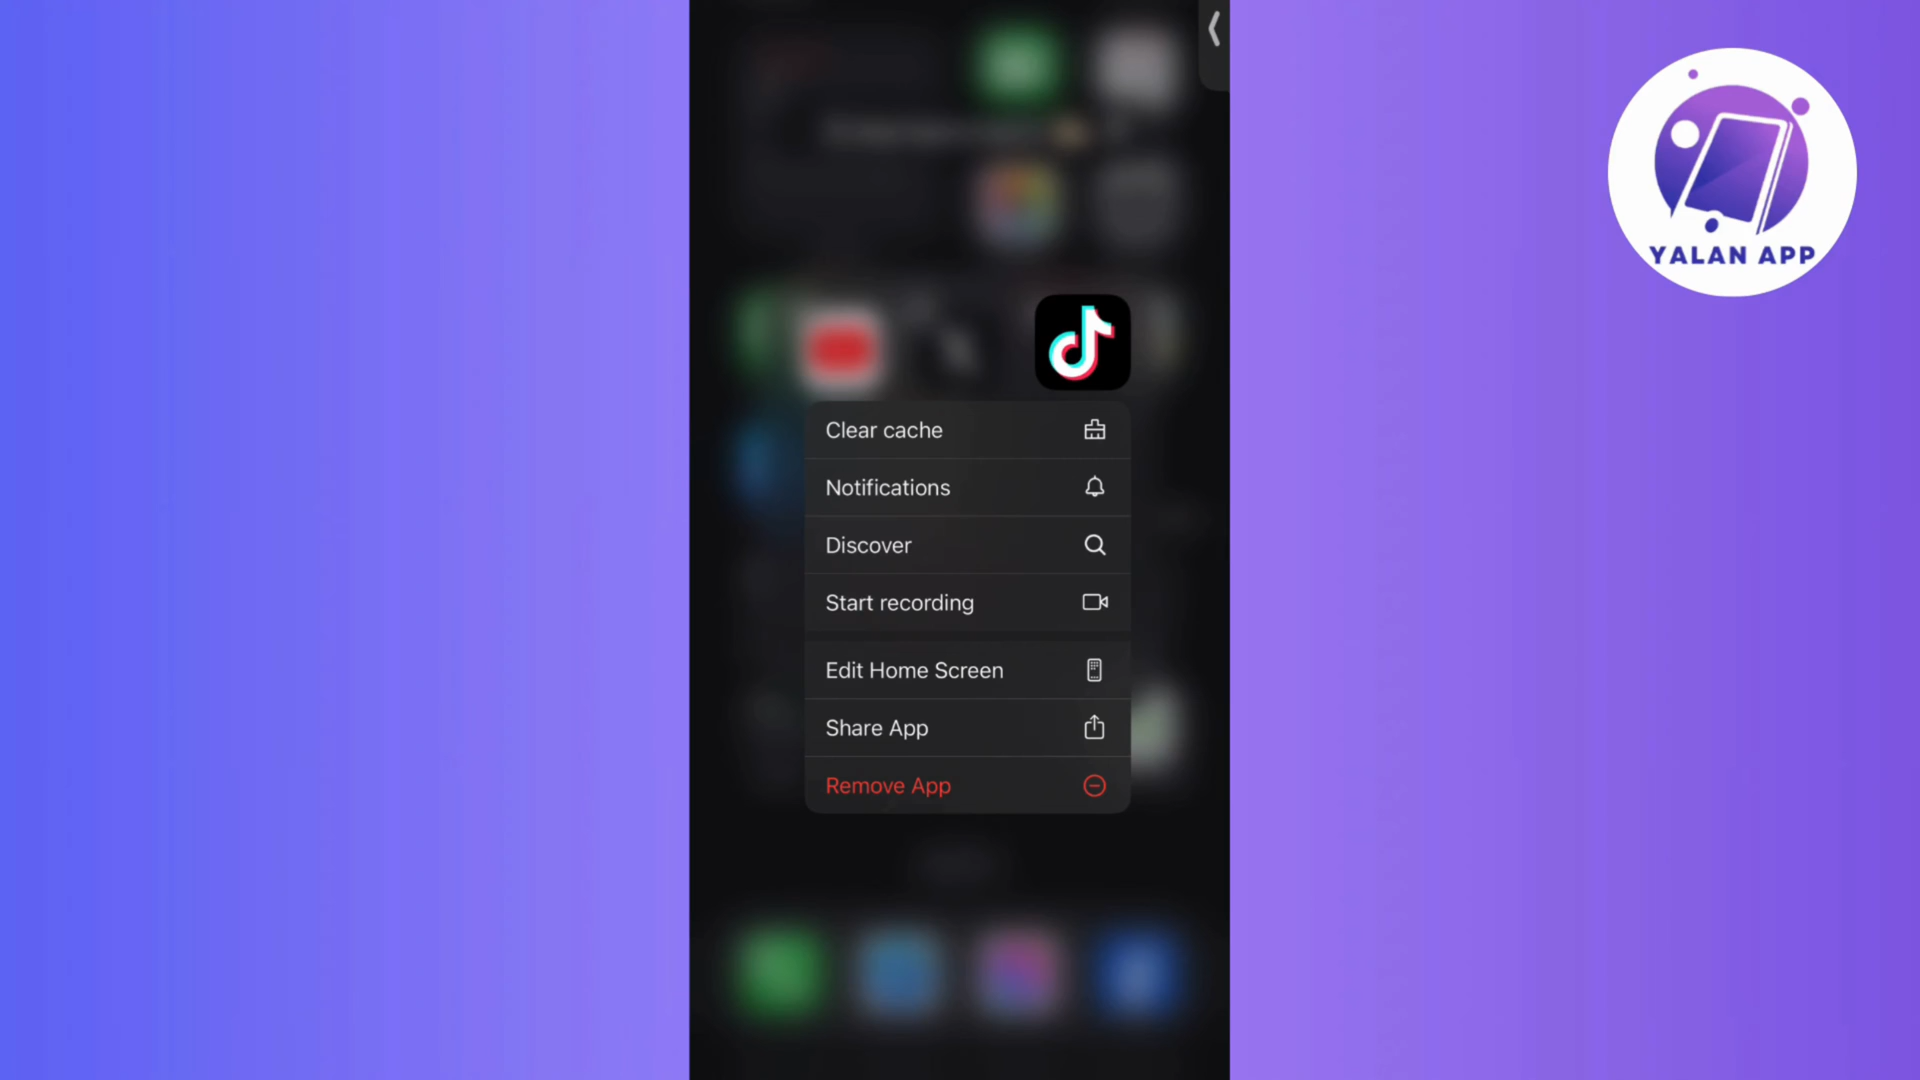 YALAN APP
Clear cache
Notifications
Discover
Start recording
Edit Home Screen
Share App
Remove App